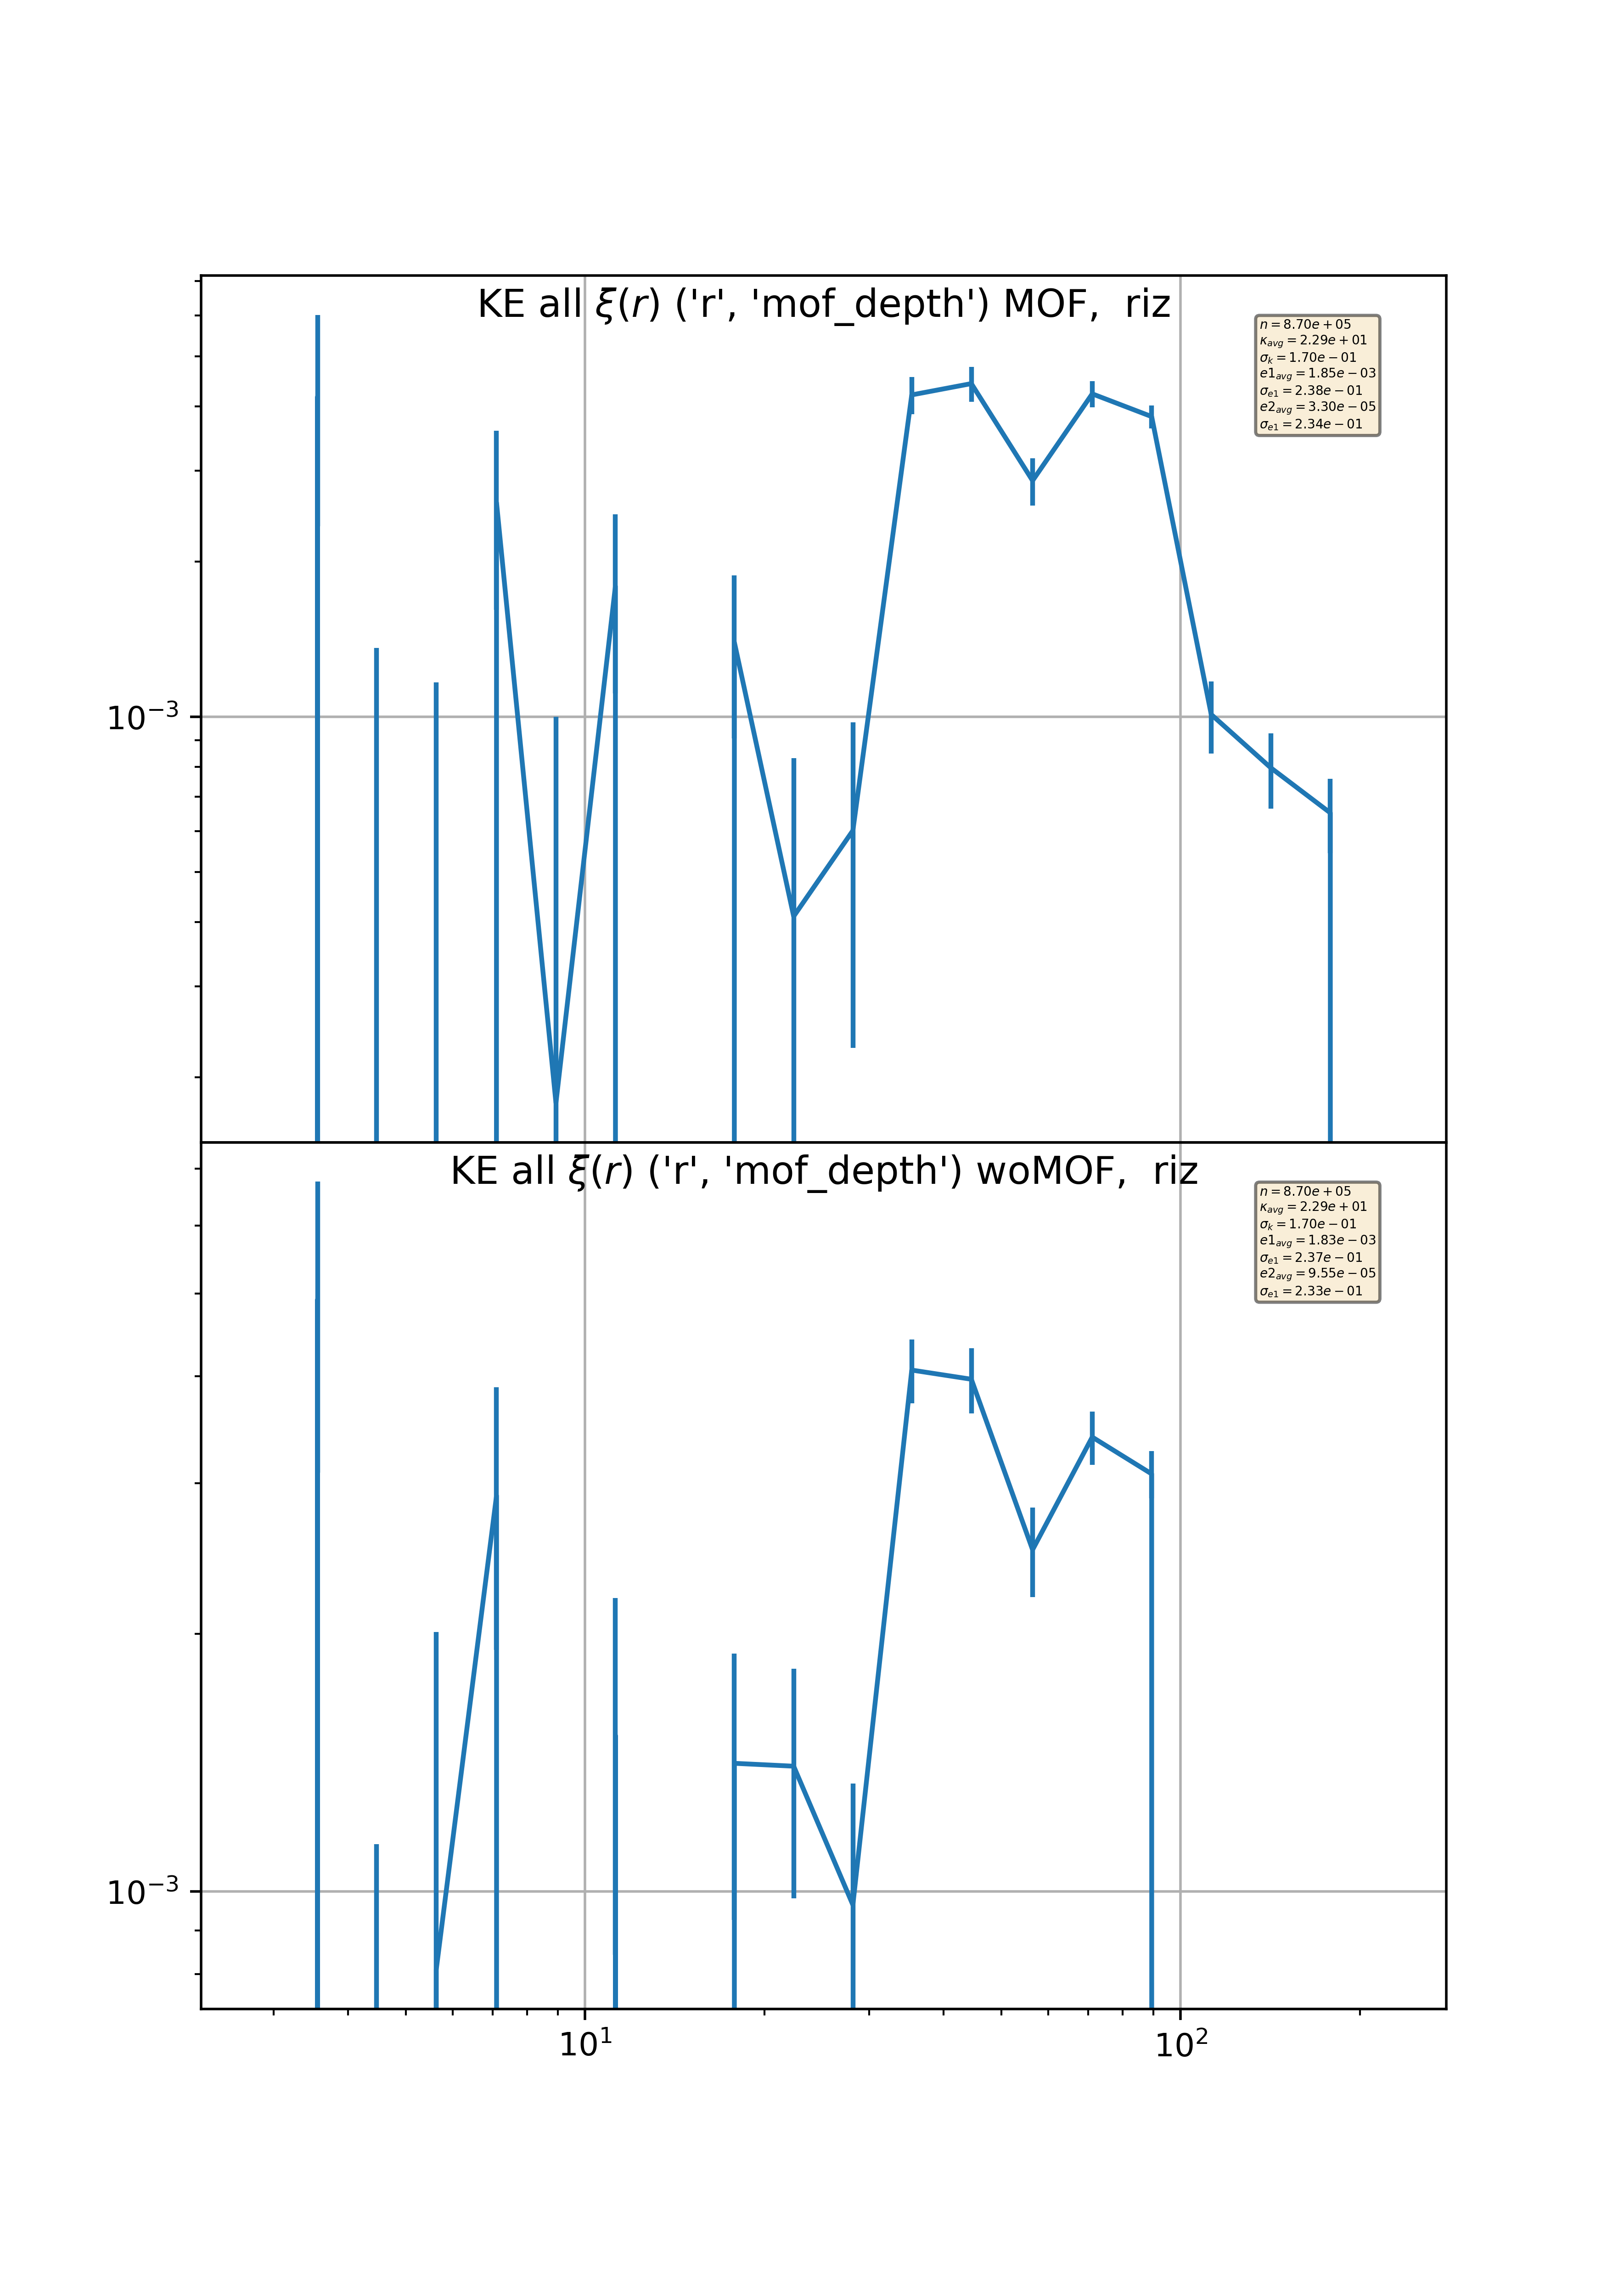 KE all ξ(r) ('r', 'mof_depth') MOF,  riz
n = 8.70e + 05
κavg = 2.29e + 01
σk = 1.70e − 01
e1avg = 1.85e − 03
σe1 = 2.38e − 01
e2avg = 3.30e − 05
σe1 = 2.34e − 01
10−3
KE all ξ(r) ('r', 'mof_depth') woMOF,  riz
n = 8.70e + 05
κavg = 2.29e + 01
σk = 1.70e − 01
e1avg = 1.83e − 03
σe1 = 2.37e − 01
e2avg = 9.55e − 05
σe1 = 2.33e − 01
10−3
101 102